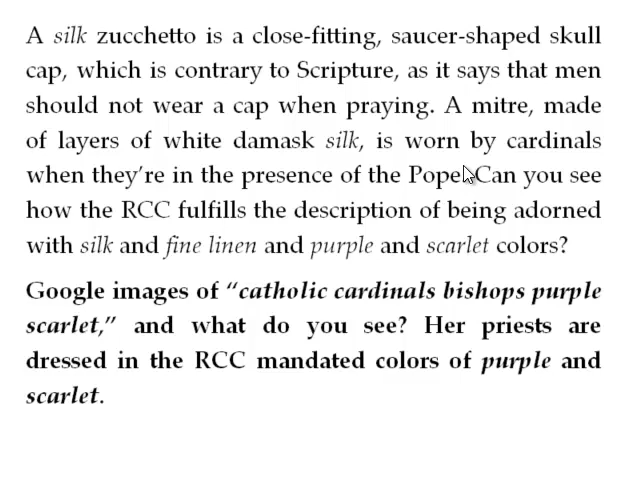 A silk zucchetto is a close-fitting, saucer-shaped skull
cap, which is contrary to Scripture, as it says that men
should not wear a cap when praying. A mitre, made
of layers of white damask silk, is worn by cardinals
when they're in the presence of the Pope. Can you see
how the RCC fulfills the description of being adorned
with silk and fine linen and purple and scarlet colors?
Google images of “catholic cardinals bishops purple
scarlet,” and what do you see? Her priests are
dressed in the RCC mandated colors of purple and
scarlet.